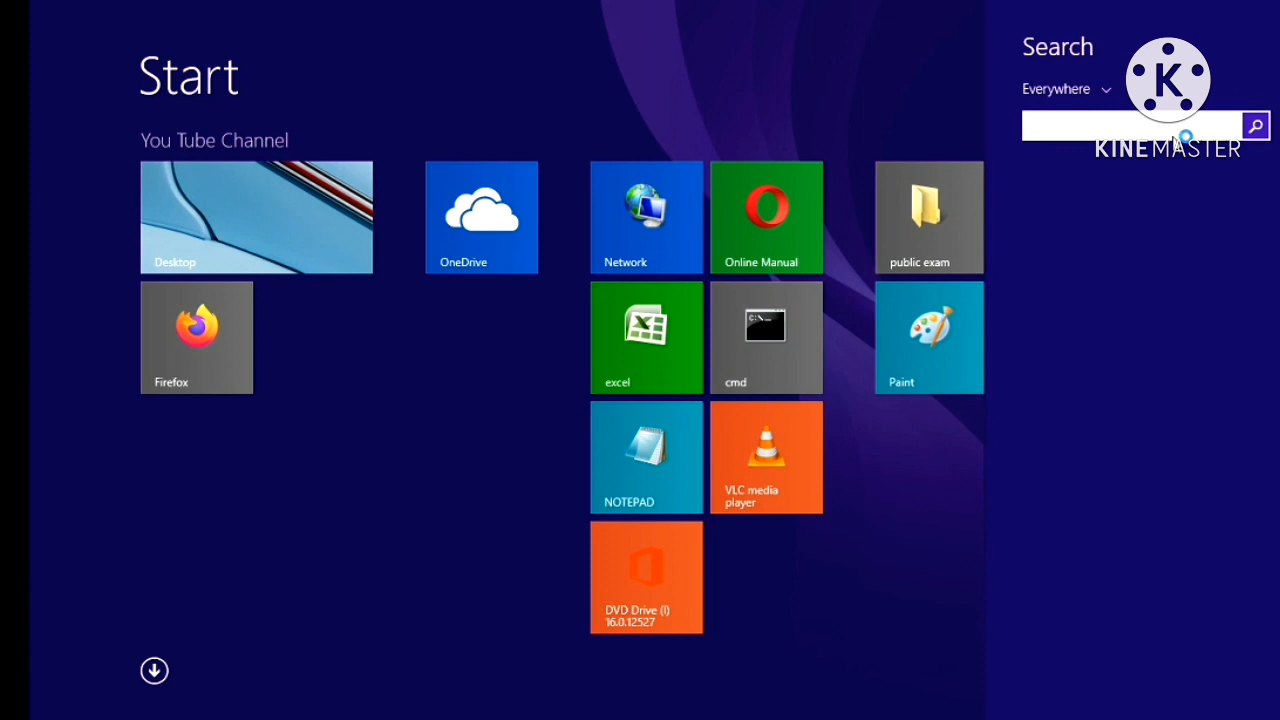 Start
Search
Everywhere
K
KINEMASTER
You Tube Channel
Desktop
OneDrive
Network
Online Manual
public exam
Firefox
excel
C:\_
cmd
Paint
NOTEPAD
VLC media
player
DVD Drive (I)
16.0.12527